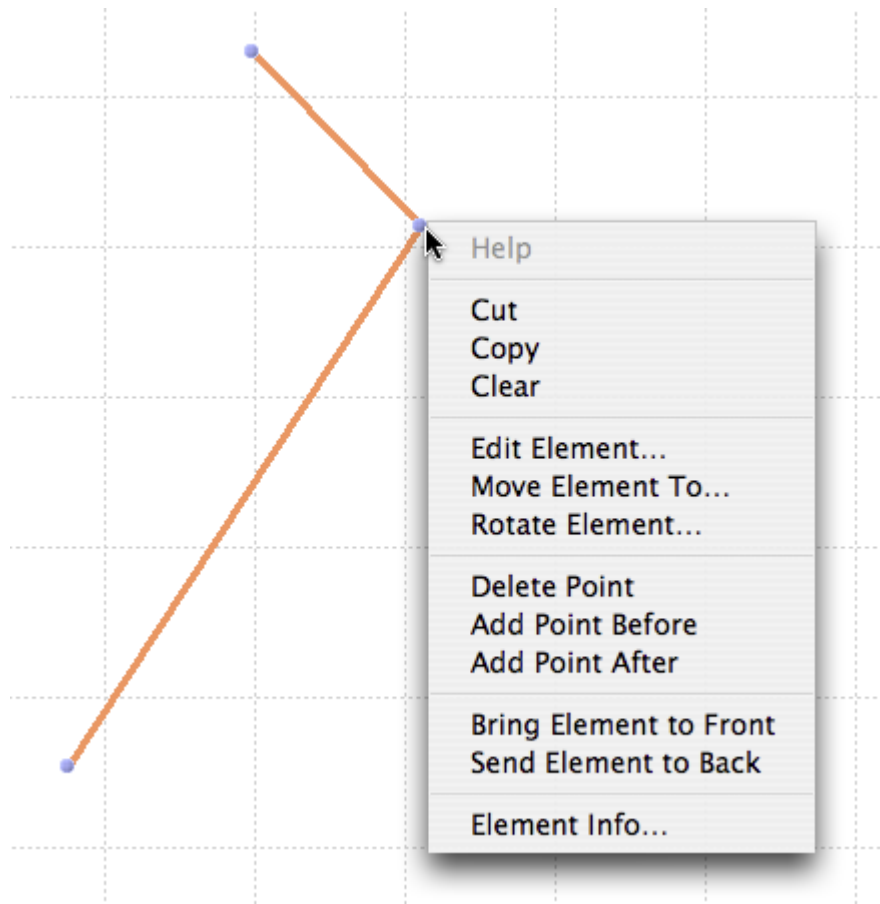 Help
Cut
Copy
Clear
Edit Element...
Move Element To...
Rotate Element...
Delete Point
Add Point Before
Add Point After
Bring Element to Front
Send Element to Back
Element Info...